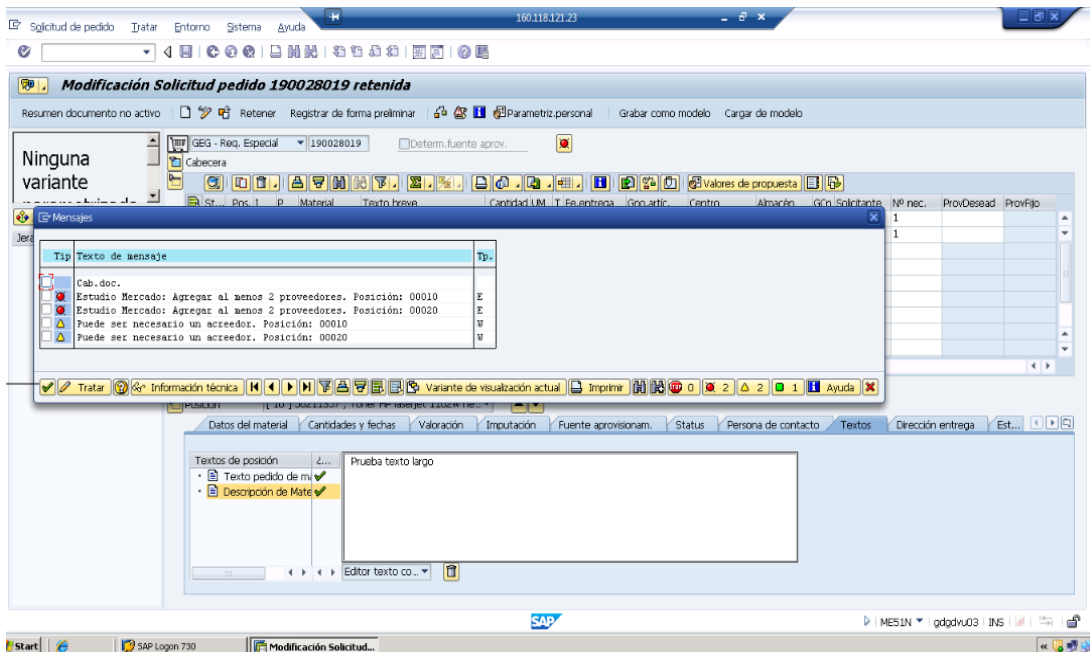 160.118.121.23
Solicitud de pedido Tratar Entorno Sistema Ayuda
Modificación Solicitud pedido 190028019 retenida
Resumen documento no activo Retener Registrar de forma preliminar Parametriz.personal Grabar como modelo Cargar de modelo
Ninguna
variante
GEG - Req. Especial 190028019 Determ.fuente aprov.
Cabecera
Valores de propuesta
St... Pos. I P Material Texto breve Cantidad UM T Fe.entrega Gpo.artíc. Centro Almacén GCp Solicitante Nº nec. ProvDesead ProvFijo
1
1
Jera
Mensajes
Tip Texto de mensaje Tp.
Cab.doc.
Estudio Mercado: Agregar al menos 2 proveedores. Posición: 00010 E
Estudio Mercado: Agregar al menos 2 proveedores. Posición: 00020 E
Puede ser necesario un acreedor. Posición: 00010 W
Puede ser necesario un acreedor. Posición: 00020 W
Tratar Información técnica Variante de visualización actual Imprimir 0 2 2 1 Ayuda
Posición
Datos del material Cantidades y fechas Valoración Imputación Fuente aprovisionam. Status Persona de contacto Textos Dirección entrega Est...
Textos de posición ¿... Prueba texto largo
Texto pedido de ma
Descripción de Mate
Editor texto co...
SAP
ME51N gdgdvu03 INS
Start SAP Logon 730 Modificación Solicitud...